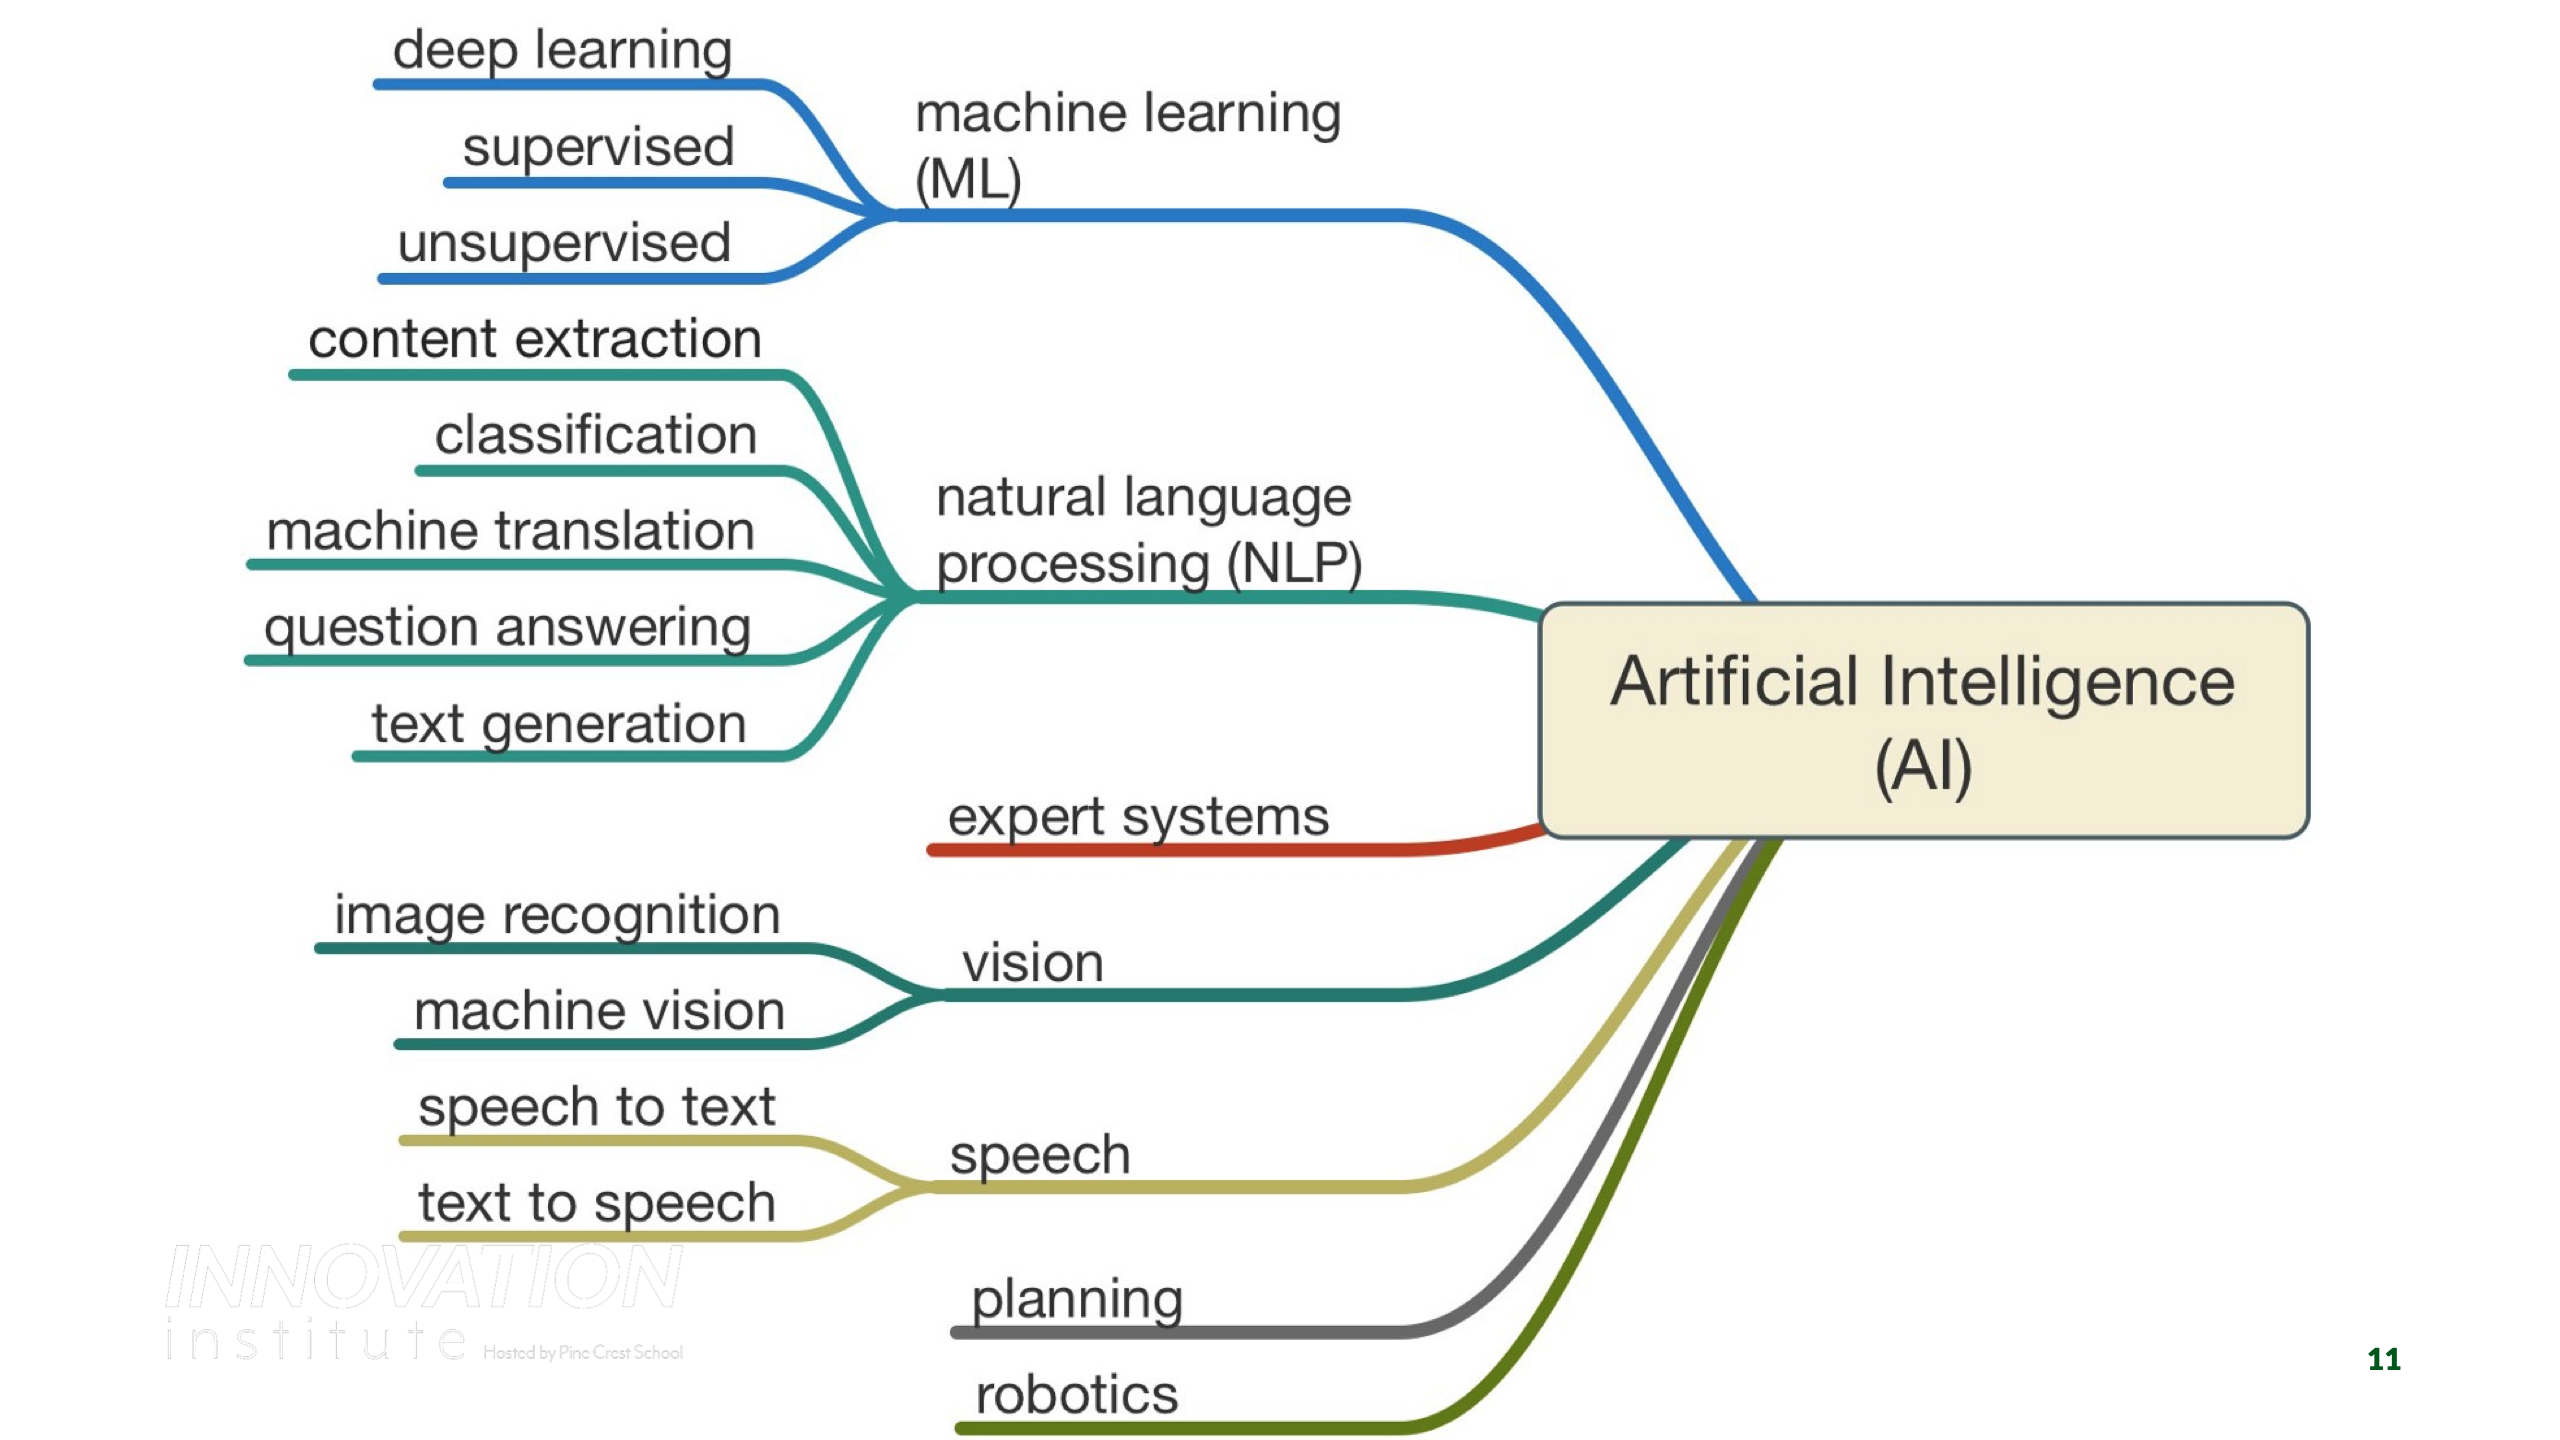 deep learning
supervised
unsupervised
machine learning
(ML)
content extraction
classification
machine translation
question answering
text generation
natural language
processing (NLP)
Artificial Intelligence
(AI)
expert systems
image recognition
machine vision
vision
speech to text
text to speech
speech
planning
robotics
INNOVATION
institute Hosted by Pine Crest School
11